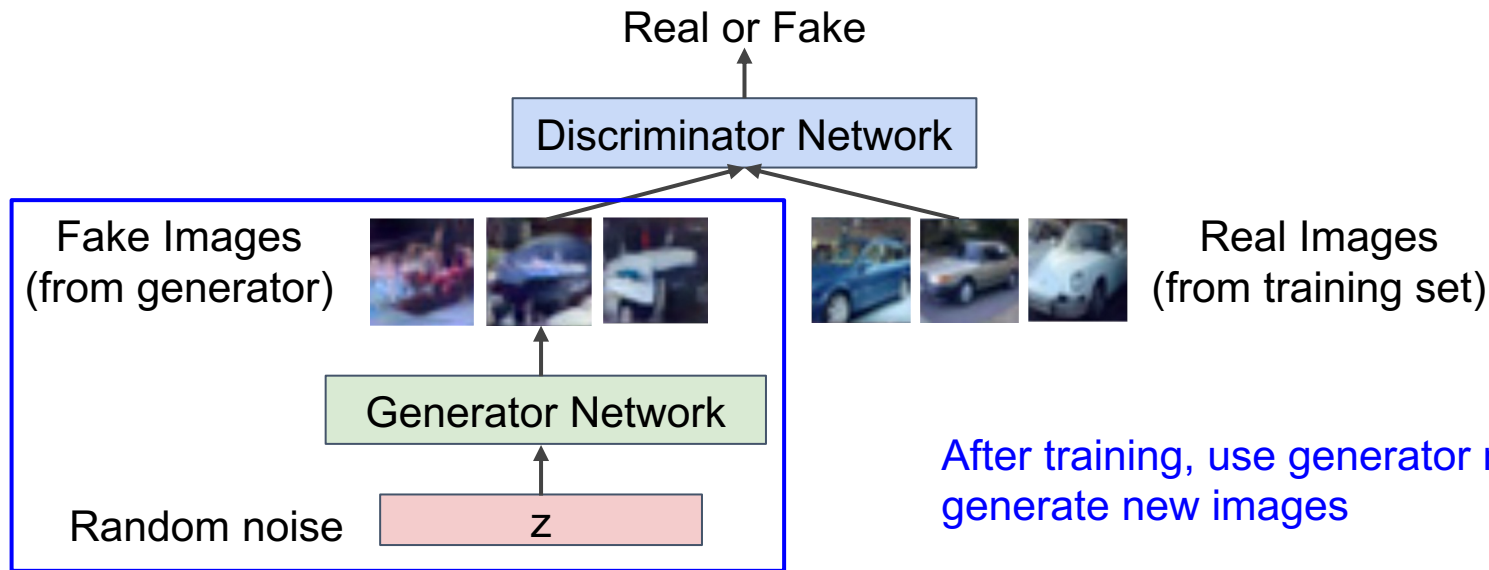 Real or Fake
Discriminator Network
Fake Images
(from generator)
Real Images
(from training set)
Generator Network
After training, use generator
generate new images
Random noise
z